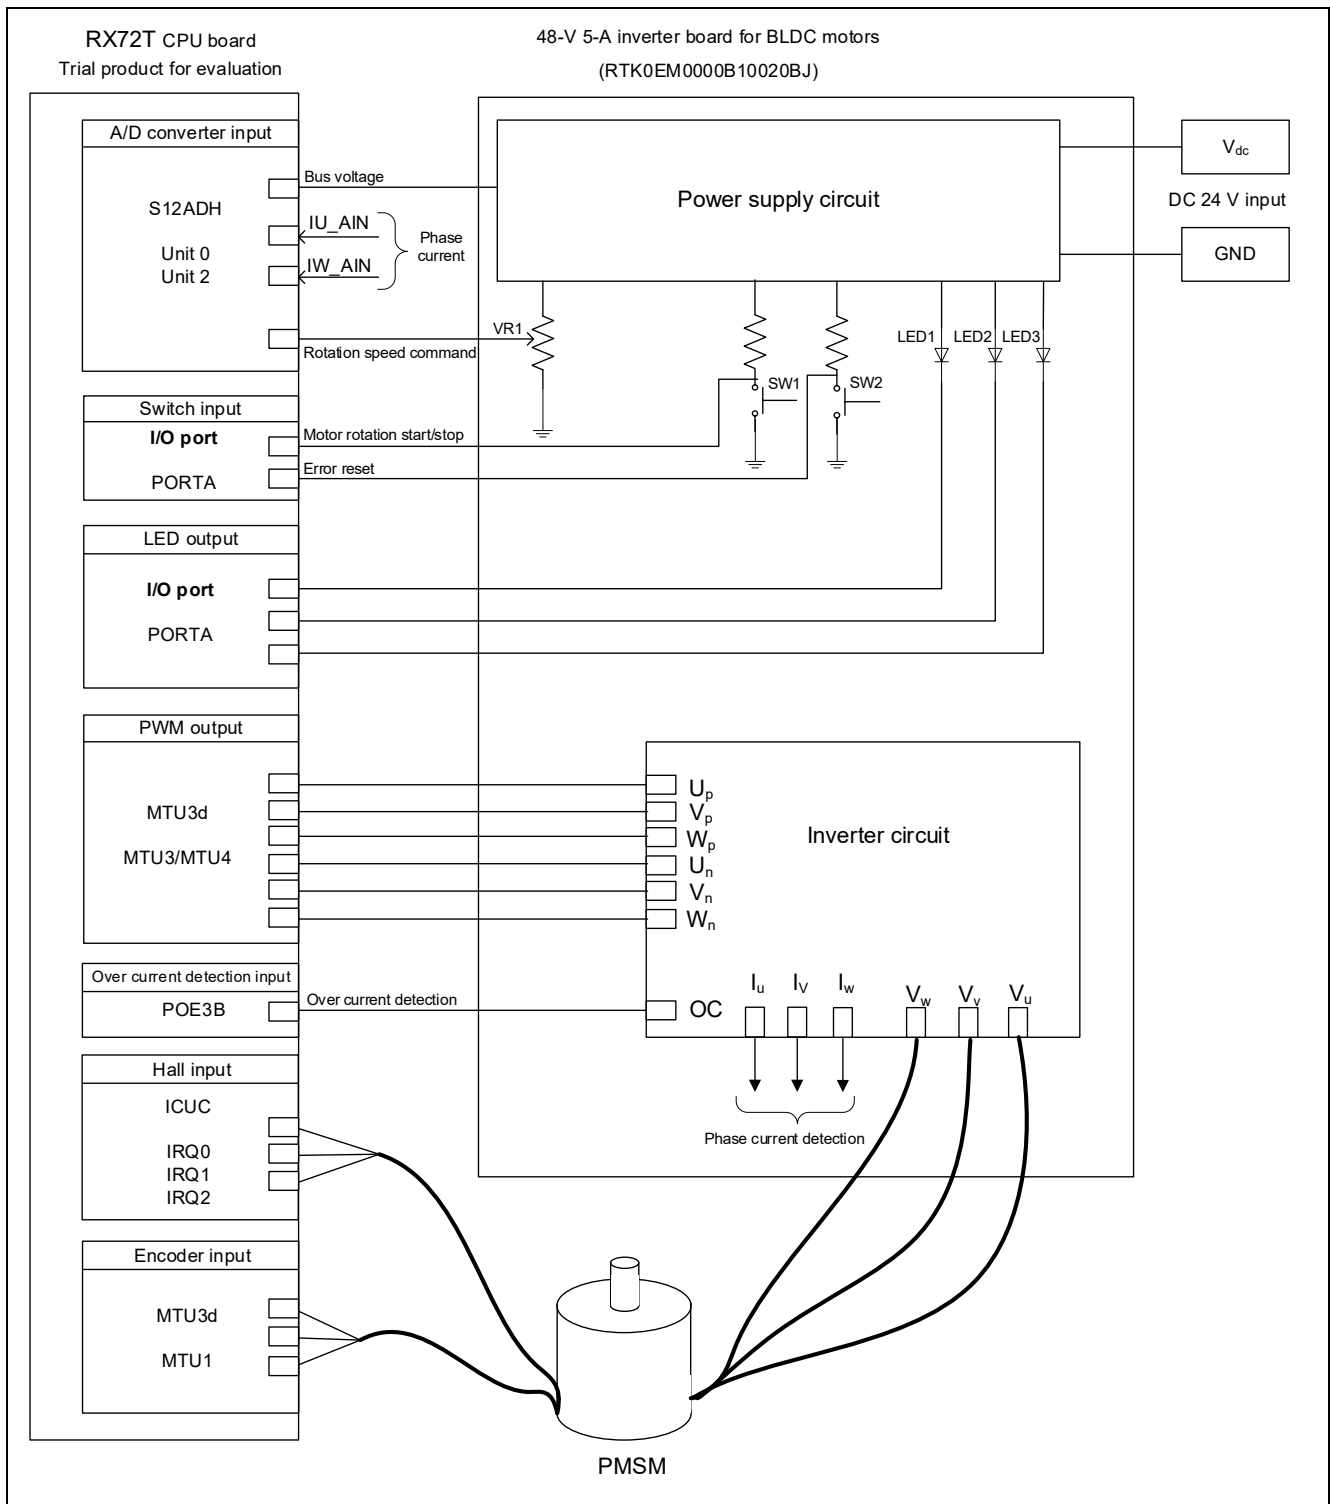 RX72T CPU board
Trial product for evaluation
48-V 5-A inverter board for BLDC motors
(RTK0EM0000B10020BJ)
A/D converter input
S12ADH
Unit 0
Unit 2
Bus voltage
IU_AIN
IW_AIN
Phase
current
Rotation speed command
VR1
Power supply circuit
Vdc
DC 24 V input
GND
LED1
LED2
LED3
SW1
SW2
Switch input
I/O port
PORTA
Motor rotation start/stop
Error reset
LED output
I/O port
PORTA
PWM output
MTU3d
MTU3/MTU4
Up
Vp
Wp
Un
Vn
Wn
Inverter circuit
Over current detection input
POE3B
Over current detection
OC
Iu
IV
Iw
Vw
Vv
Vu
Phase current detection
Hall input
ICUC
IRQ0
IRQ1
IRQ2
Encoder input
MTU3d
MTU1
PMSM